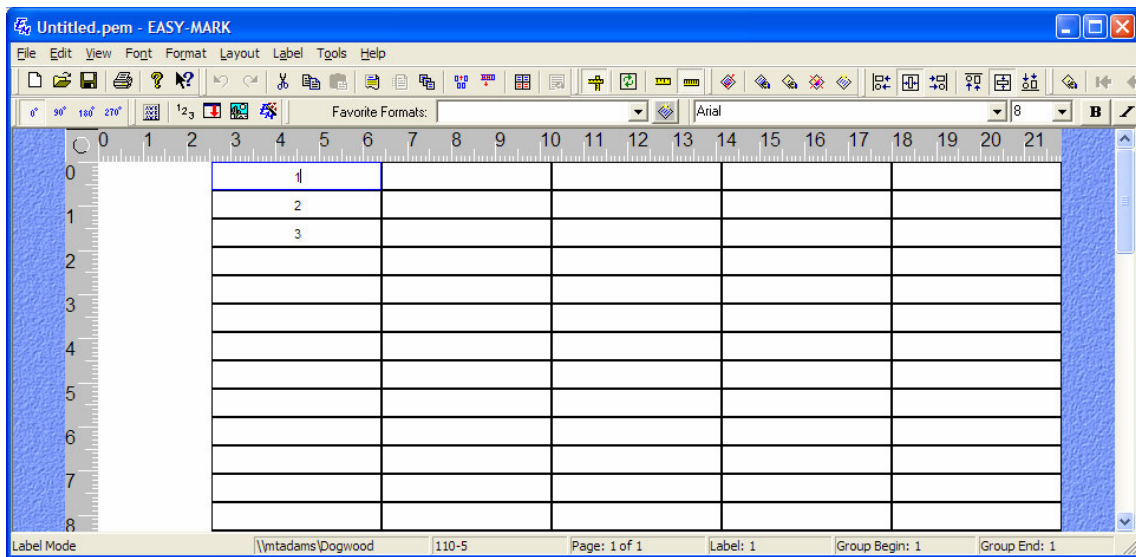 Untitled.pem - EASY-MARK
File Edit View Font Format Layout Label Tools Help
0° 90° 180° 270° 123 Favorite Formats: Arial 8 B I
0 1 2 3 4 5 6 7 8 9 10 11 12 13 14 15 16 17 18 19 20 21
0 1
1 2
3
2
3
4
5
6
7
8
Label Mode \\mtadams\Dogwood 110-5 Page: 1 of 1 Label: 1 Group Begin: 1 Group End: 1